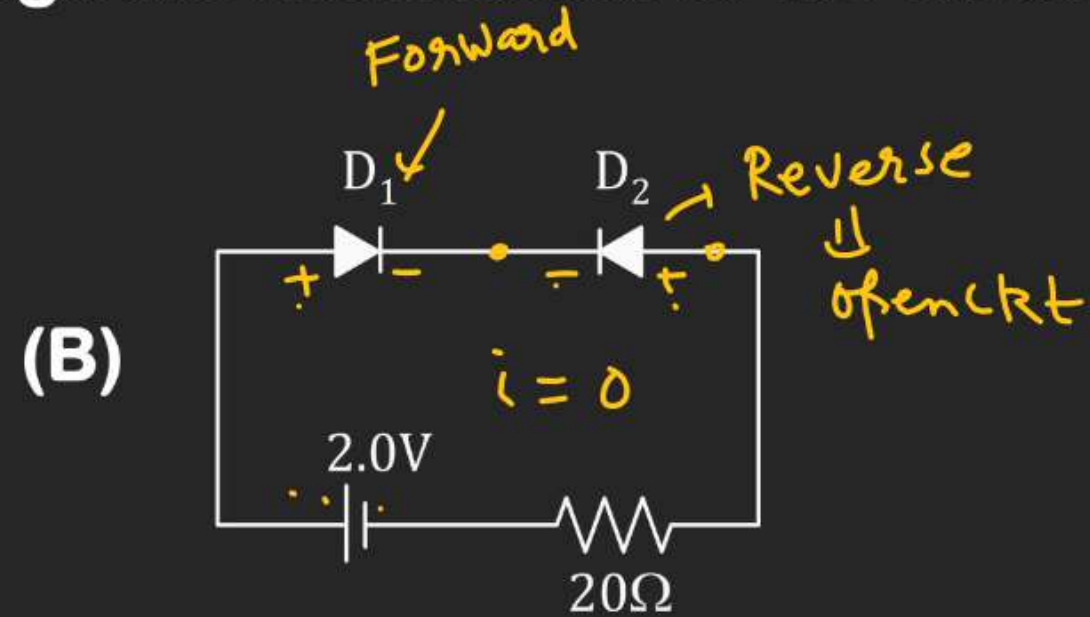 Forward
D₁
D₂
Reverse
⇓
openckt
+ - - +
(B)
i = 0
2.0V
20Ω